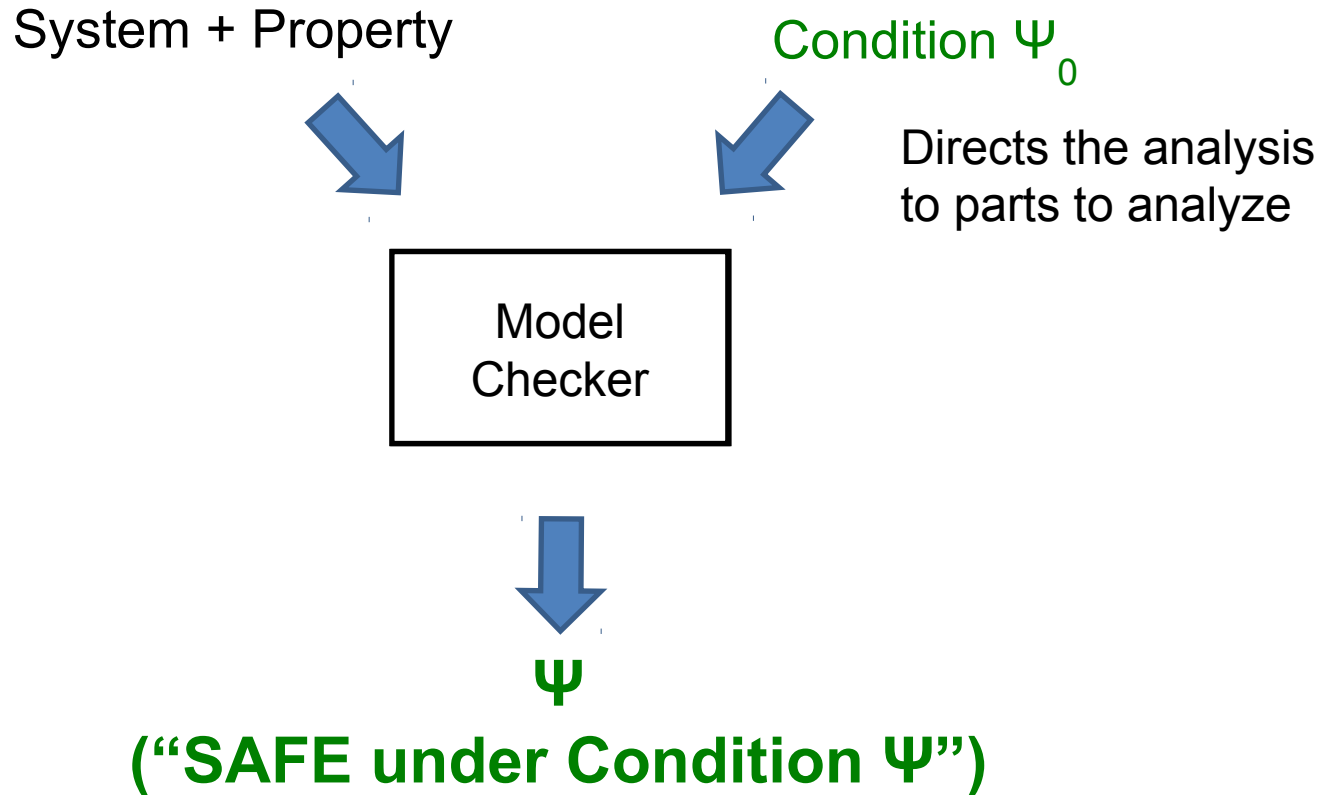 System + Property
Condition Ψ0
Directs the analysis
to parts to analyze
Model
Checker
Ψ
(“SAFE under Condition Ψ”)